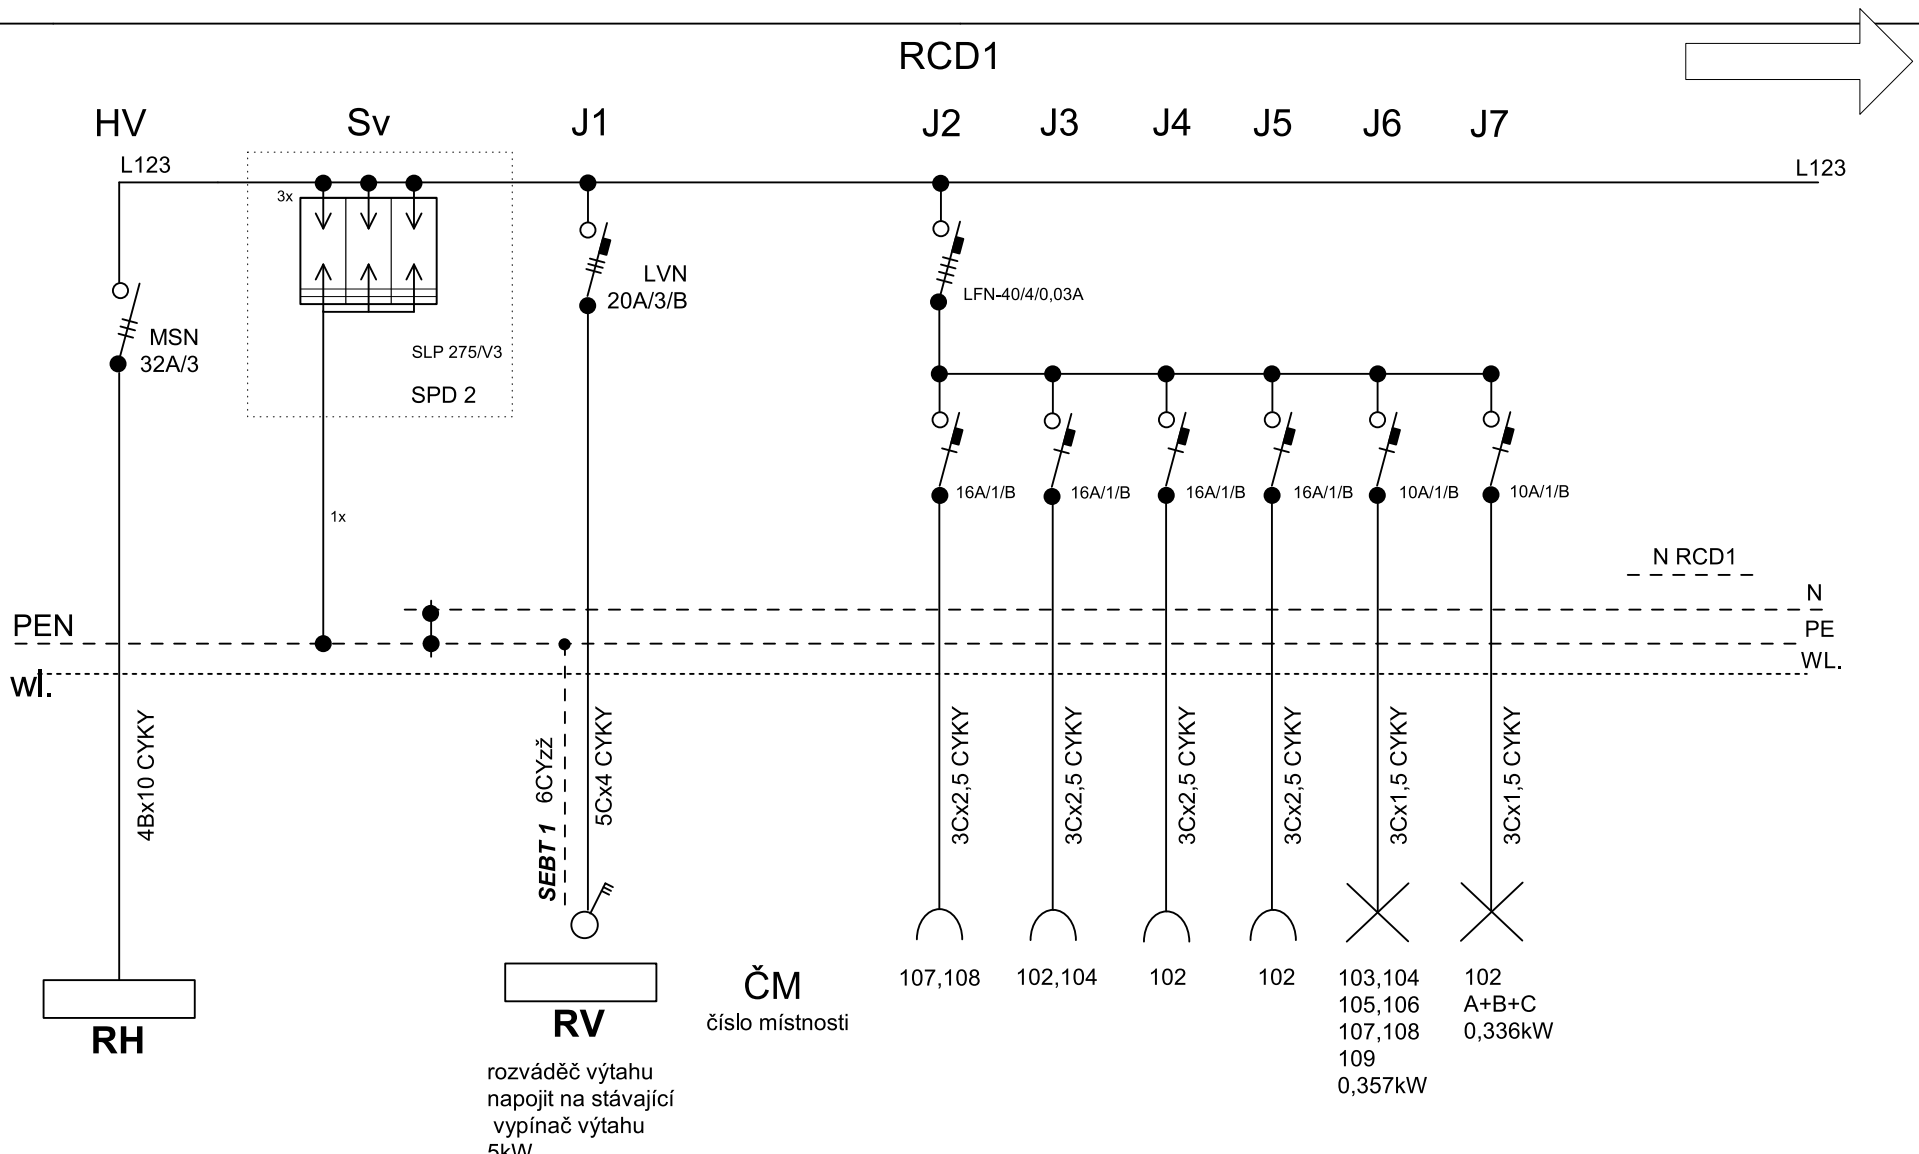 RCD1
HV
Sv
J1
J2
J3
J4
J5
J6
J7
L123
L123
3x
LVN
20A/3/B
LFN-40/4/0,03A
MSN
32A/3
SLP 275/V3
SPD 2
16A/1/B
16A/1/B
16A/1/B
16A/1/B
10A/1/B
10A/1/B
1x
N RCD1
N
PEN
PE
WL.
wl.
4Bx10 CYKY
SEBT 1 6CYzž
5Cx4 CYKY
3Cx2,5 CYKY
3Cx2,5 CYKY
3Cx2,5 CYKY
3Cx2,5 CYKY
3Cx1,5 CYKY
3Cx1,5 CYKY
RH
RV
rozváděč výtahu
napojit na stávající
vypínač výtahu
5kW
ČM
číslo místnosti
107,108
102,104
102
102
103,104
105,106
107,108
109
0,357kW
102
A+B+C
0,336kW